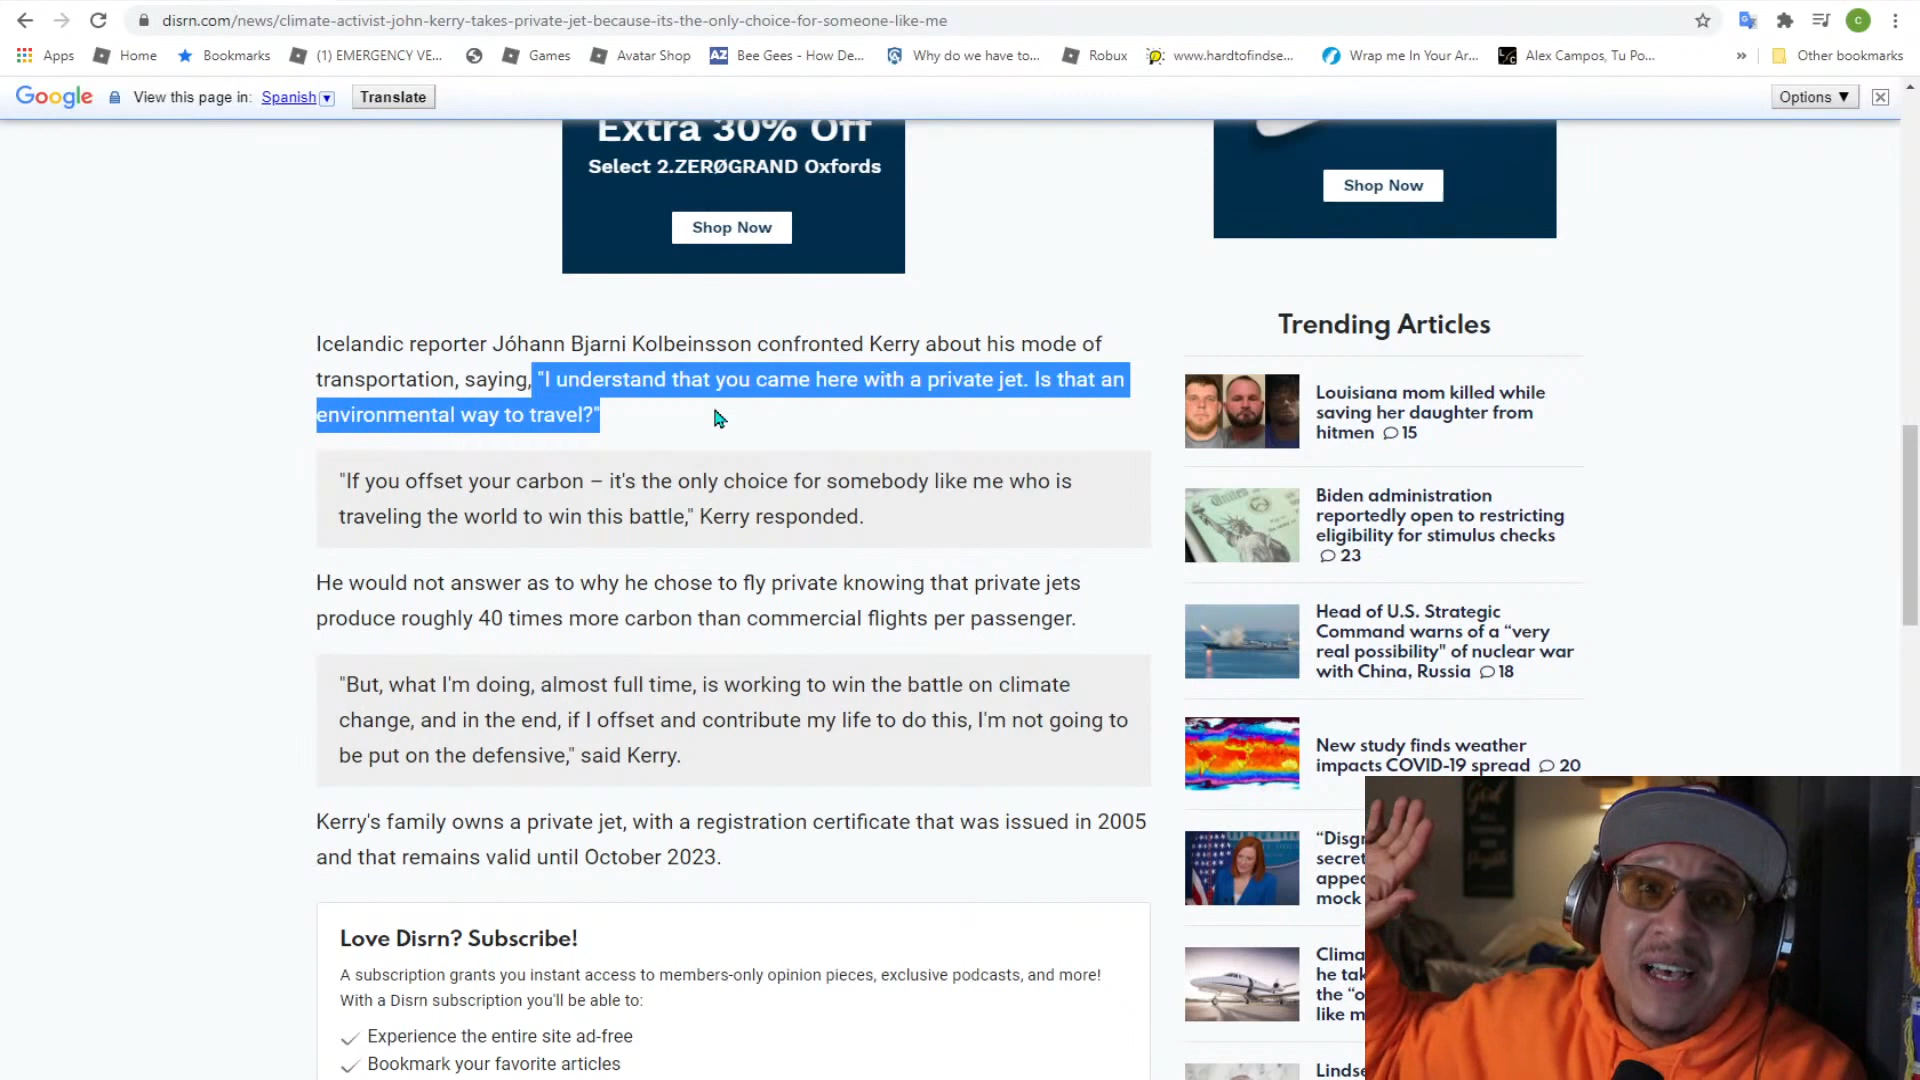 disrn.com/news/climate-activist-john-kerry-takes-private-jet-because-its-the-only-choice-for-someone-like-me
C
Apps
Home
Bookmarks
(1) EMERGENCY VE...
Games
Avatar Shop
AZ
Bee Gees - How De...
Why do we have to...
Robux
www.hardtofindse...
Wrap me In Your Ar...
Alex Campos, Tu Po...
»
Other bookmarks
Google
View this page in: Spanish
Translate
Options ▼
Extra 30% Off
Select 2.ZERØGRAND Oxfords
Shop Now
Shop Now
Icelandic reporter Jóhann Bjarni Kolbeinsson confronted Kerry about his mode of
transportation, saying, "I understand that you came here with a private jet. Is that an
environmental way to travel?"
"If you offset your carbon – it's the only choice for somebody like me who is
traveling the world to win this battle," Kerry responded.
He would not answer as to why he chose to fly private knowing that private jets
produce roughly 40 times more carbon than commercial flights per passenger.
"But, what I'm doing, almost full time, is working to win the battle on climate
change, and in the end, if I offset and contribute my life to do this, I'm not going to
be put on the defensive," said Kerry.
Kerry's family owns a private jet, with a registration certificate that was issued in 2005
and that remains valid until October 2023.
Love Disrn? Subscribe!
A subscription grants you instant access to members-only opinion pieces, exclusive podcasts, and more!
With a Disrn subscription you'll be able to:
Experience the entire site ad-free
Bookmark your favorite articles
Trending Articles
Louisiana mom killed while
saving her daughter from
hitmen 15
Biden administration
reportedly open to restricting
eligibility for stimulus checks
23
Head of U.S. Strategic
Command warns of a “very
real possibility" of nuclear war
with China, Russia 18
New study finds weather
impacts COVID-19 spread 20
“Disgr
secret
appea
mock
Clima
he tak
the “o
like m
Lindse